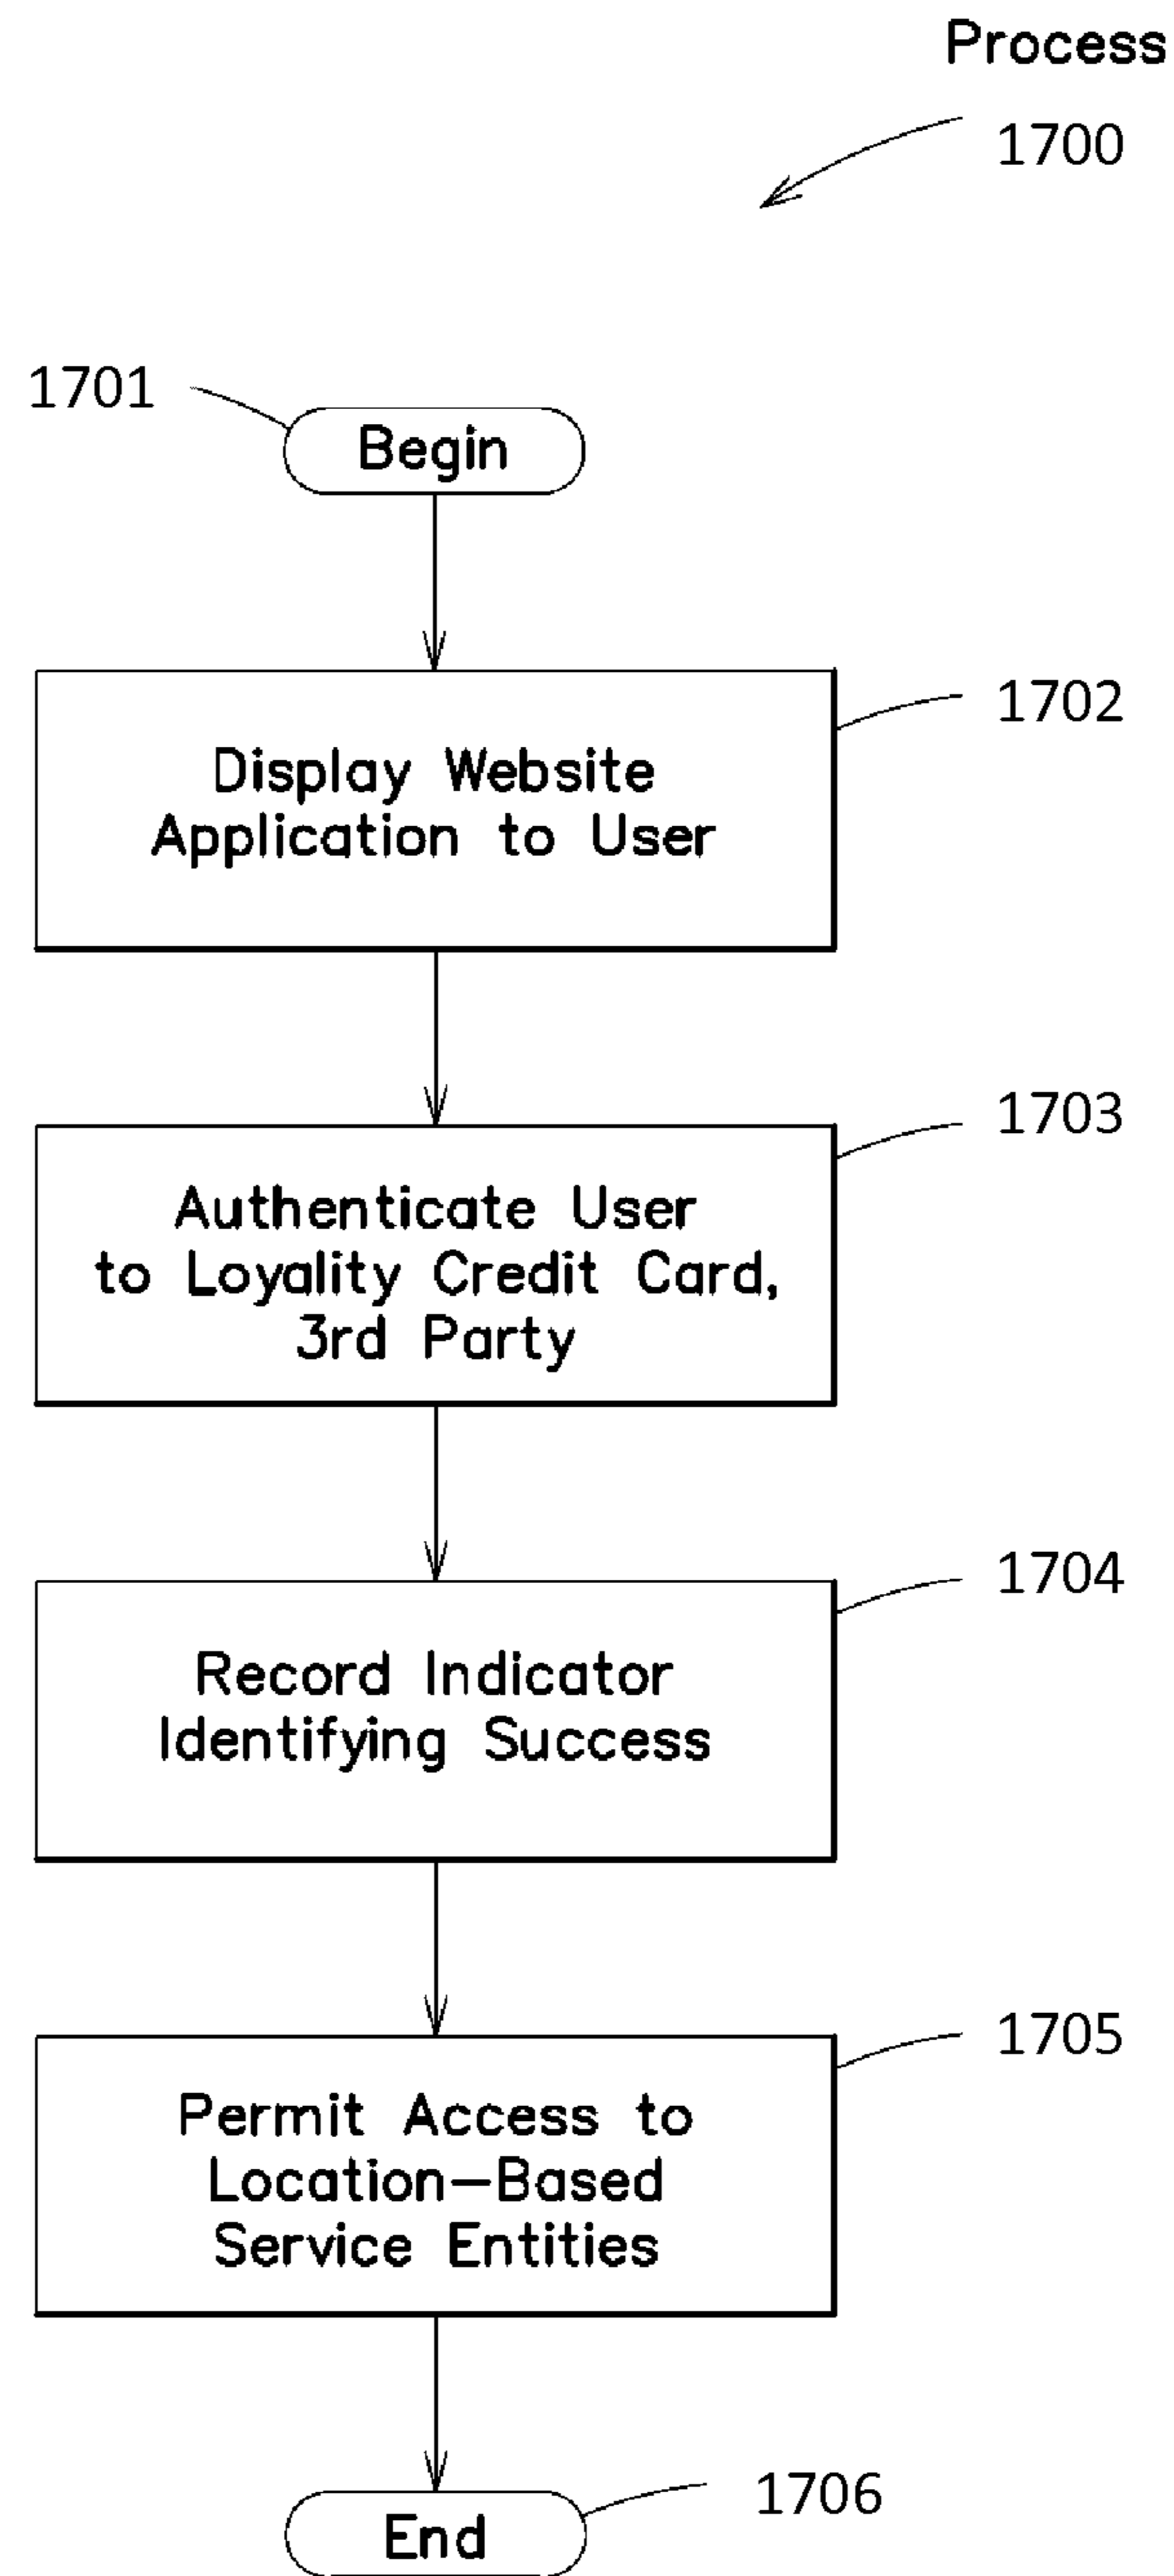 Process
1700
1701
Begin
1702
Display Website
Application to User
1703
Authenticate User
to Loyality Credit Card,
3rd Party
1704
Record Indicator
Identifying Success
1705
Permit Access to
Location-Based
Service Entities
1706
End